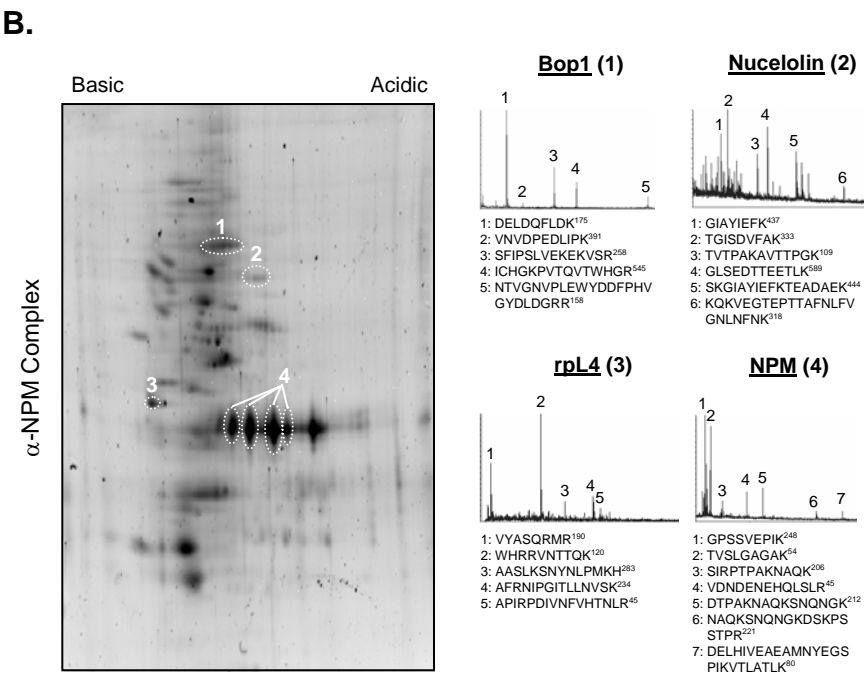 B.
Basic
Acidic
α-NPM Complex
1
2
3
4
Bop1 (1)
1
2
3
4
5
1: DELDQFLDK175
2: VNVDPEDLIPK391
3: SFIPSLVEKEKVSR258
4: ICHGKPVTQVTWHGR545
5: NTVGNVPLEWYDDFPHV
GYDLDGRR158
Nucelolin (2)
1
2
3
4
5
6
1: GIAYIEFK437
2: TGISDVFAK333
3: TVTPAKAVTTPGK109
4: GLSEDTTEETLK589
5: SKGIAYIEFKTEADAEK444
6: KQKVEGTEPTTAFNLFV
GNLNFNK318
rpL4 (3)
1
2
3
4
5
1: VYASQRMR190
2: WHRRVNTTQK120
3: AASLKSNYNLPMKH283
4: AFRNIPGITLLNVSK234
5: APIRPDIVNFVHTNLR45
NPM (4)
1
2
3
4
5
6
7
1: GPSSVEPIK248
2: TVSLGAGAK54
3: SIRPTPAKNAQK206
4: VDNDENEHQLSLR45
5: DTPAKNAQKSNQNGK212
6: NAQKSNQNGKDSKPS
STPR221
7: DELHIVEAEAMNYEGS
PIKVTLATLK80